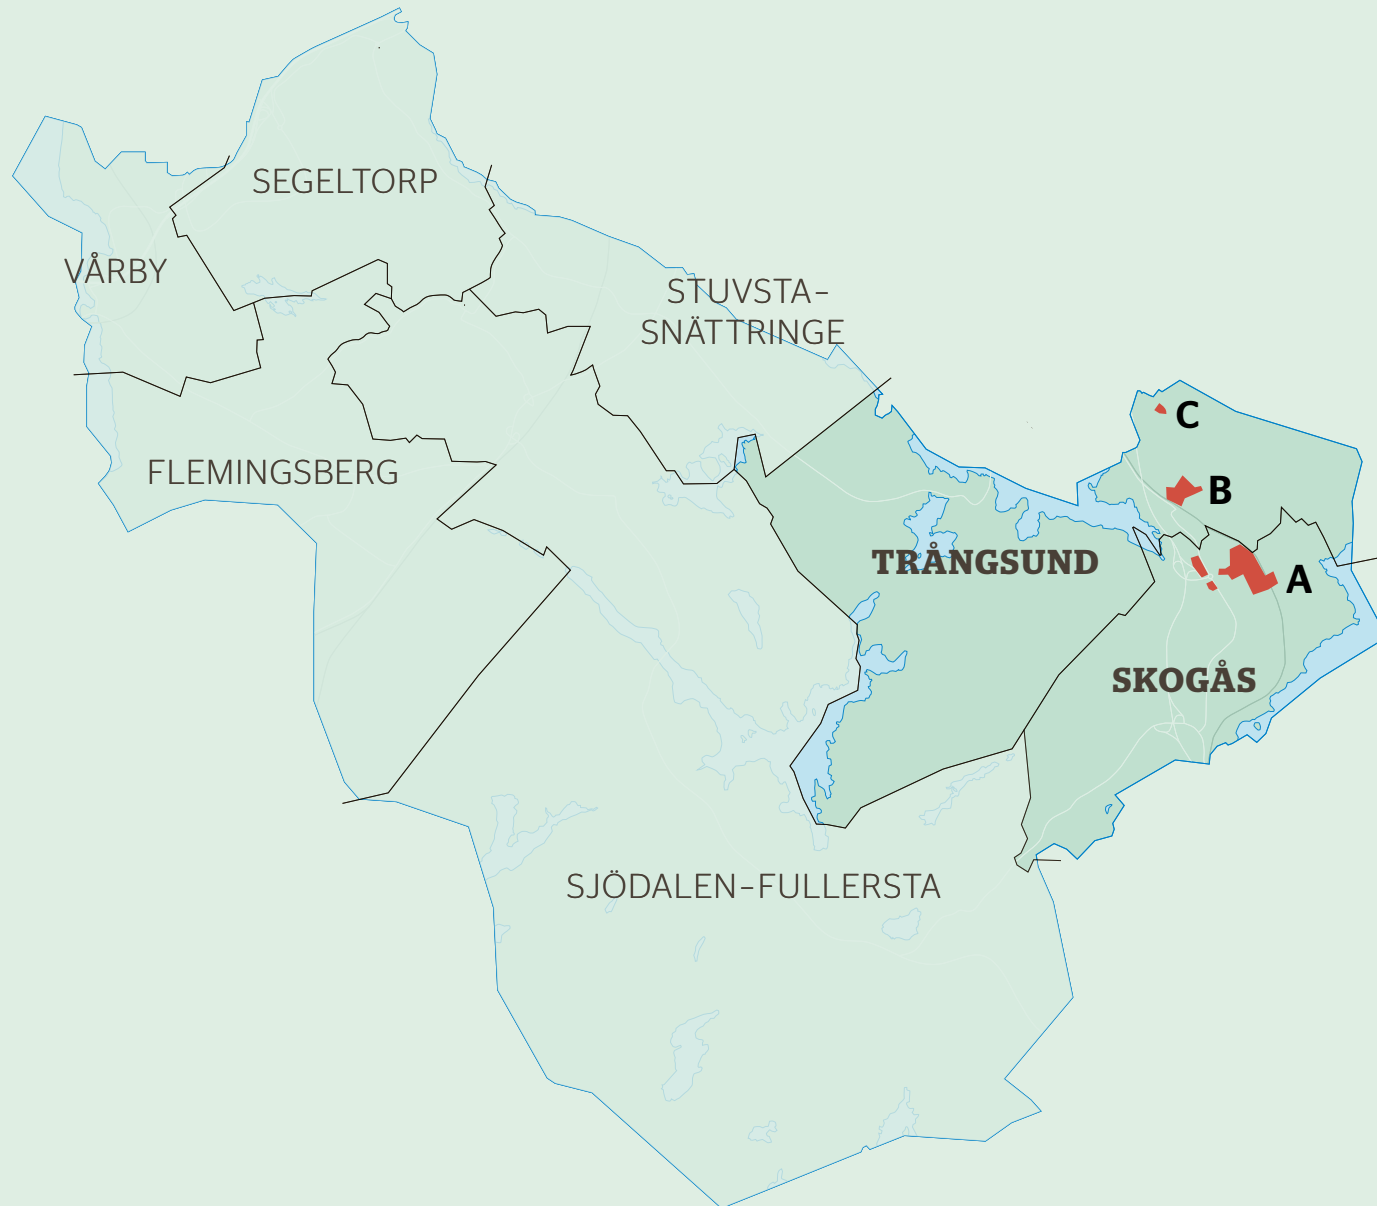 SEGELTORP
VÅRBY
STUVSTA-
SNÄTTRINGE
C
FLEMINGSBERG
B
TRÅNGSUND
A
SKOGÅS
SJÖDALEN-FULLERSTA